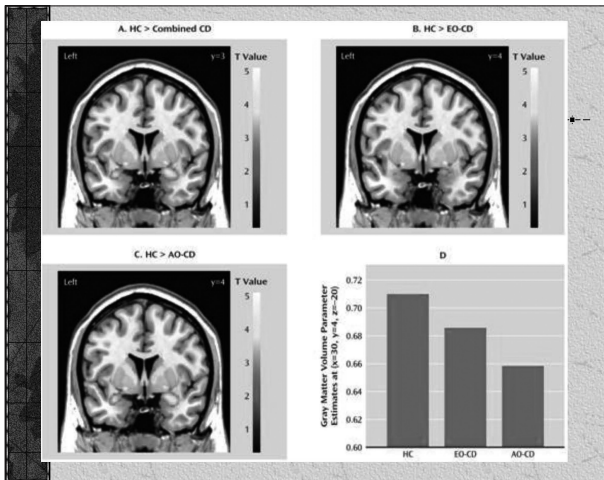 A. HC > Combined CD
Left y=3 T Value
5
4
3
2
1
B. HC > EO-CD
Left y=4 T Value
5
4
3
2
1
C. HC > AO-CD
Left y=4 T Value
5
4
3
2
1
D
Gray Matter Volume Parameter
Estimates at (x=30, y=4, z=-20)
0.72
0.70
0.68
0.66
0.64
0.62
0.60
HC EO-CD AO-CD